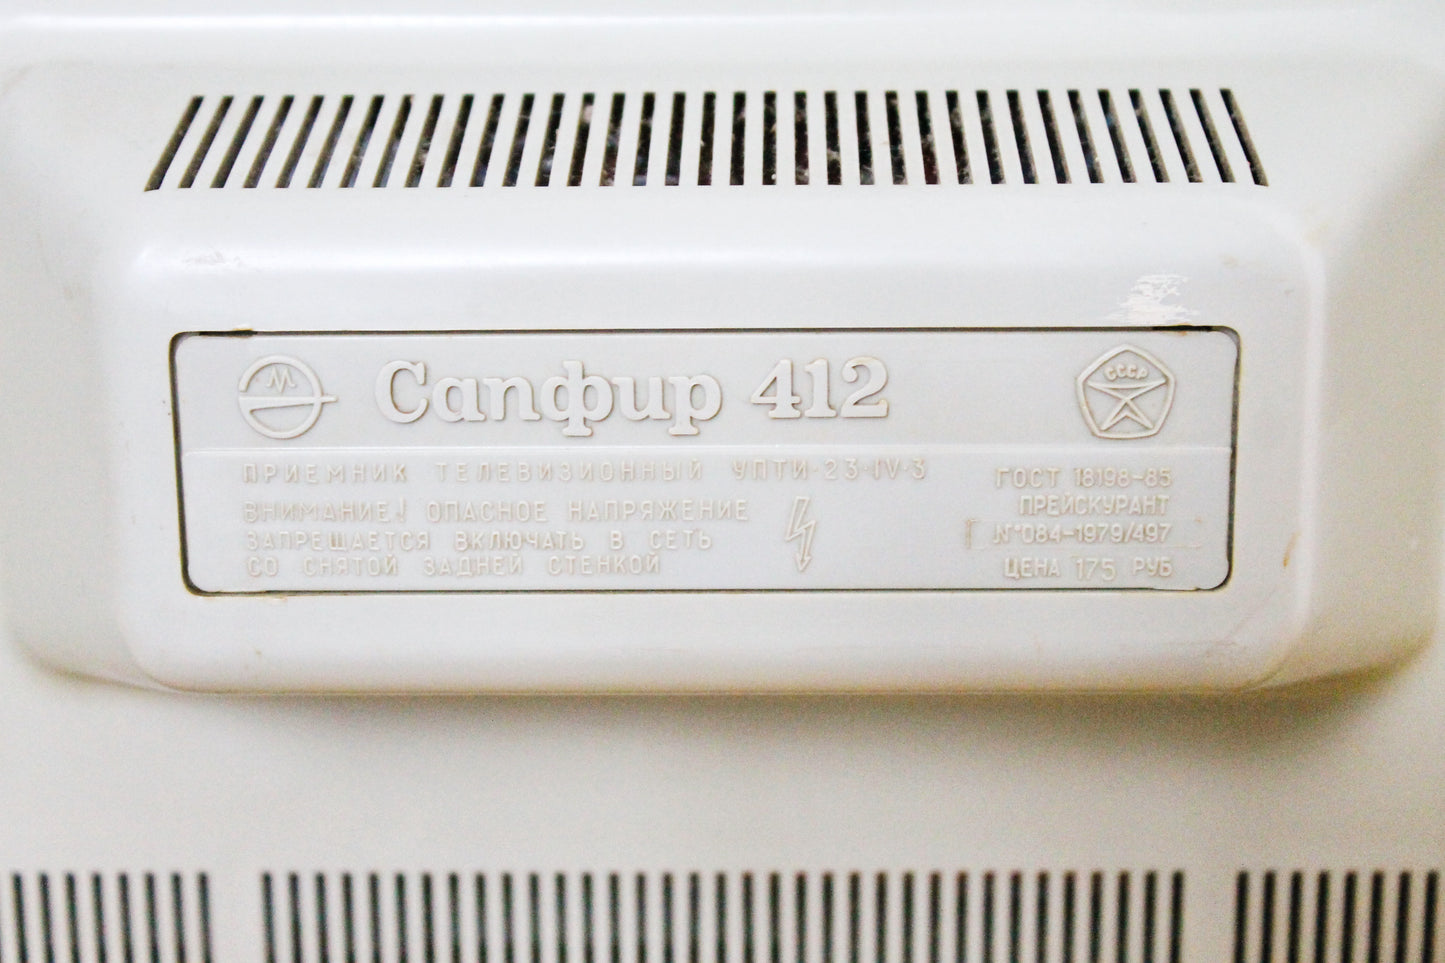 М
Сапфир 412
СССР
ПРИЕМНИК ТЕЛЕВИЗИОННЫЙ УПТИ-23-IV-3
ВНИМАНИЕ! ОПАСНОЕ НАПРЯЖЕНИЕ
ЗАПРЕЩАЕТСЯ ВКЛЮЧАТЬ В СЕТЬ
СО СНЯТОЙ ЗАДНЕЙ СТЕНКОЙ
ГОСТ 18198-85
ПРЕЙСКУРАНТ
N°084-1979/497
ЦЕНА 175 РУБ